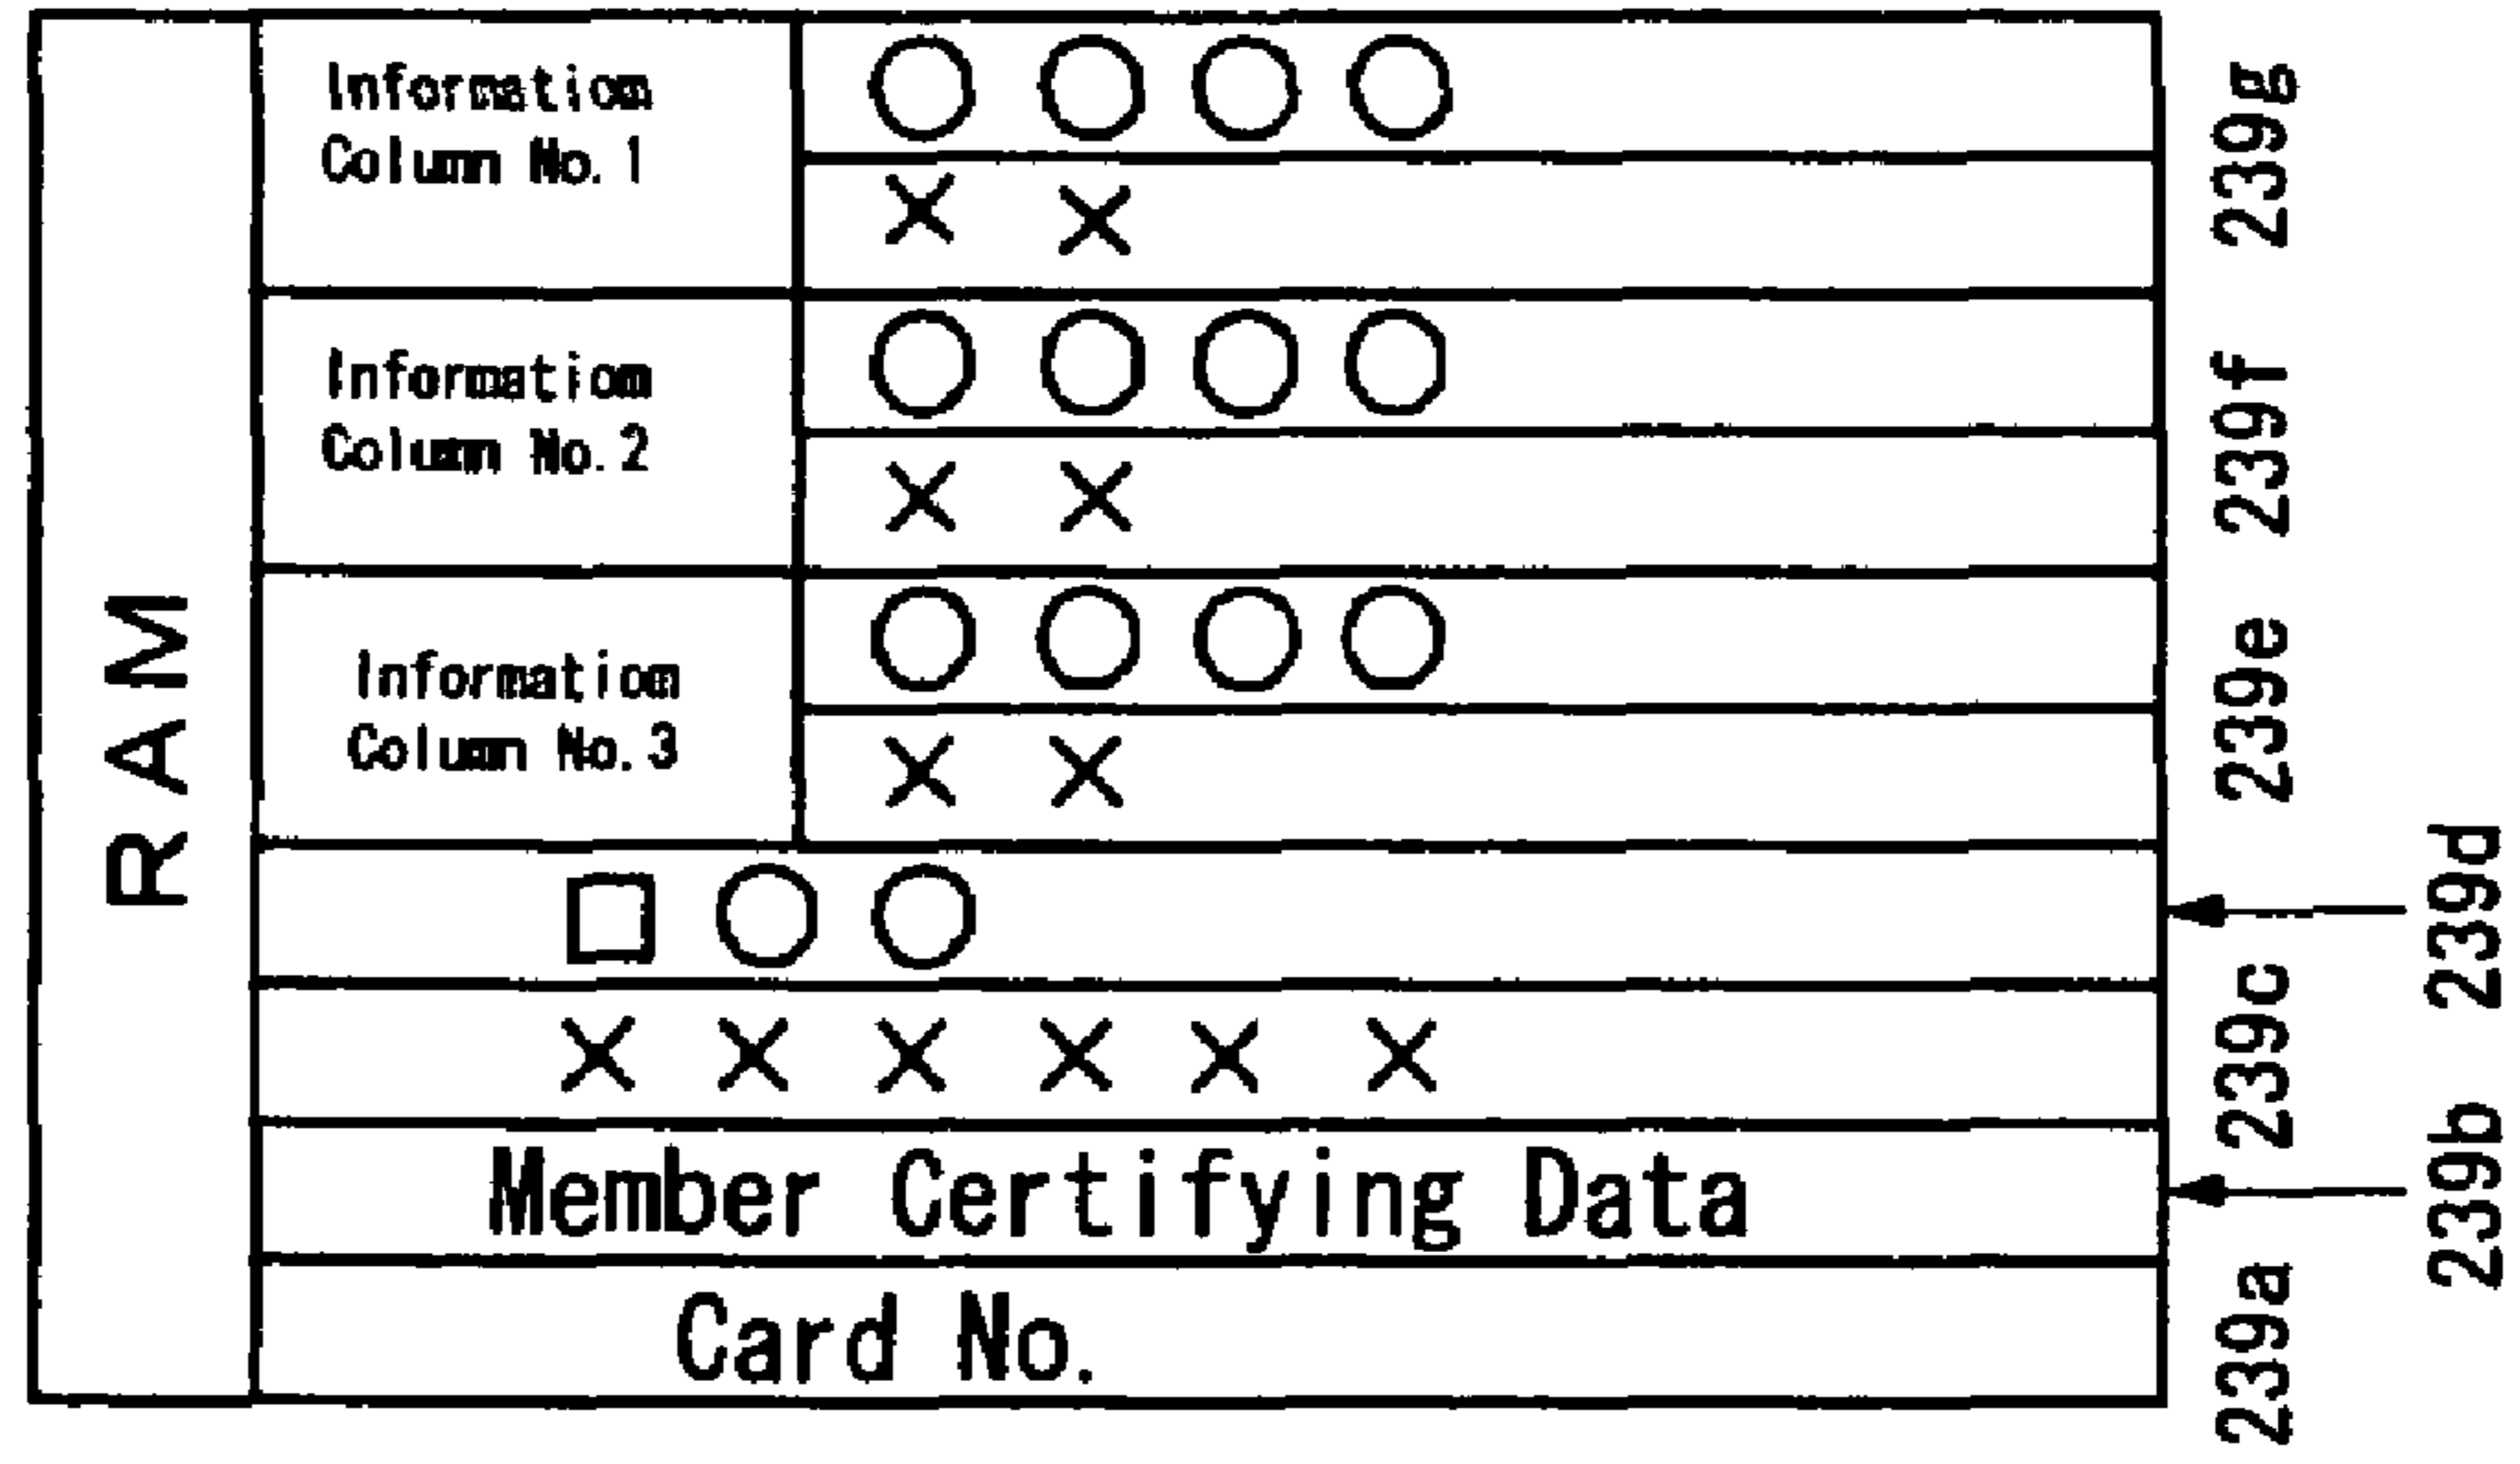 RAM
Information
Column No.1
○ ○ ○ ○
× ×
239g
Information
Column No.2
○ ○ ○ ○
× ×
239f
Information
Column No.3
○ ○ ○ ○
× ×
239e
□ ○ ○
239d
× × × × × ×
239c
Member Certifying Data
239b
Card No.
239a